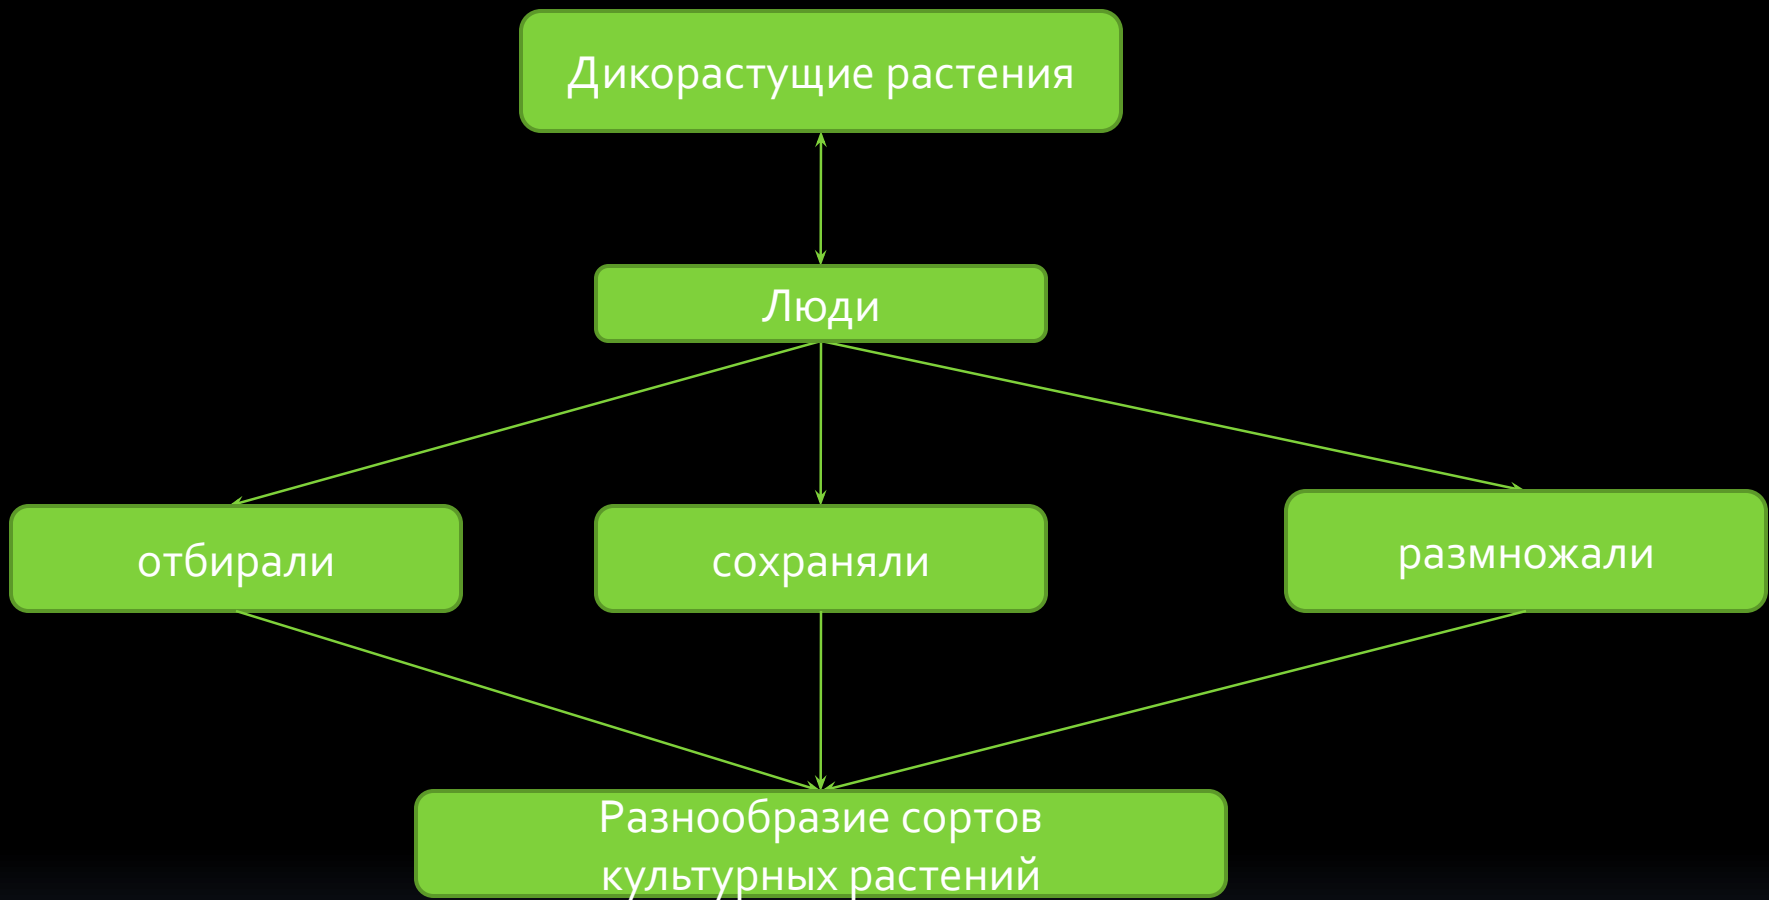 Дикорастущие растения
Люди
отбирали
сохраняли
размножали
Разнообразие сортов
культурных растений